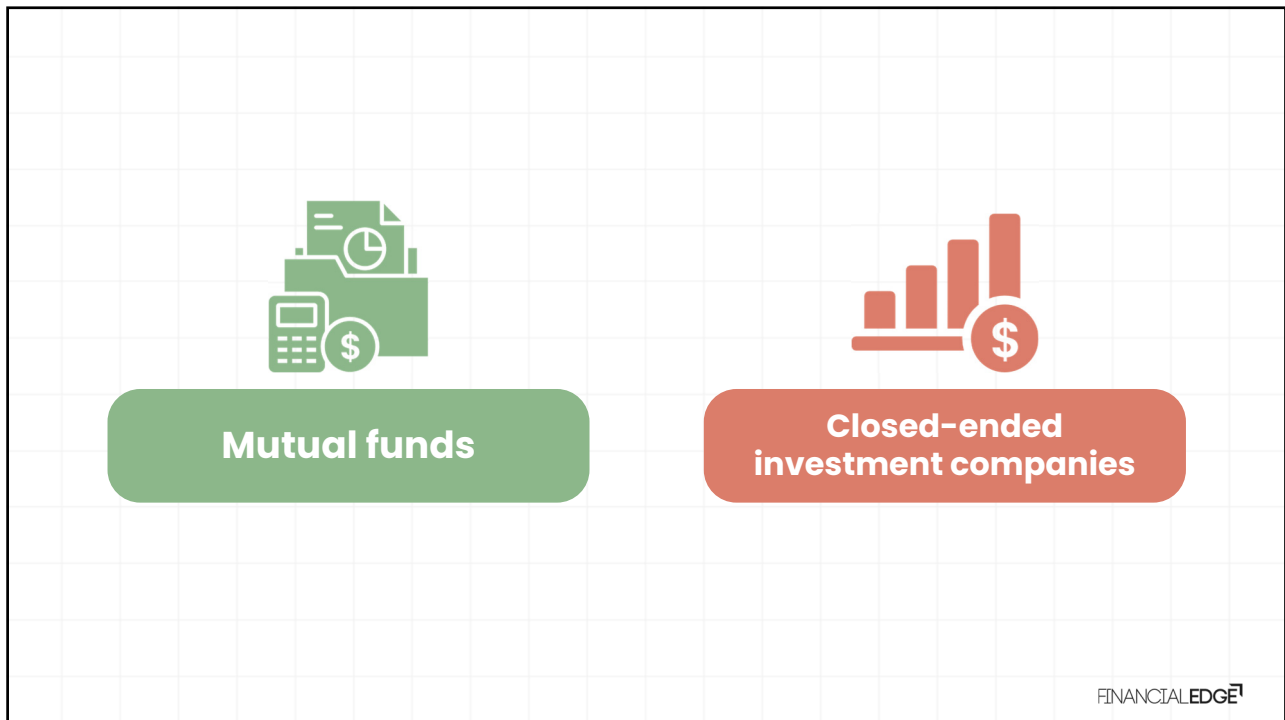 $
$
Mutual funds
Closed-ended
investment companies
FINANCIALEDGE